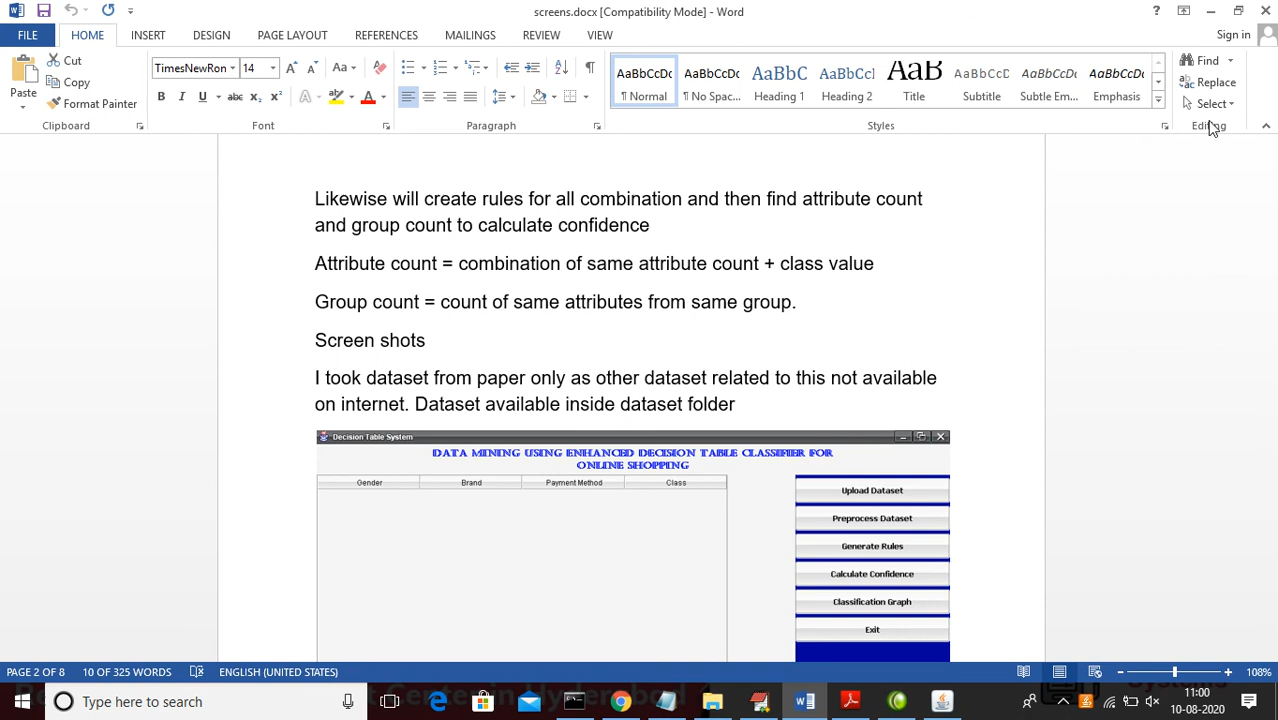 screens.docx [Compatibility Mode] - Word
?
FILE HOME INSERT DESIGN PAGE LAYOUT REFERENCES MAILINGS REVIEW VIEW Sign in
Paste
Cut
Copy
Format Painter
Clipboard
TimesNewRon 14
B I U abc x₂ x²
Aa
Font
Paragraph
AaBbCcDc AaBbCcDc AaBbC AaBbCcl AaB AaBbCcD AaBbCcDc AaBbCcDc
¶ Normal ¶ No Spac... Heading 1 Heading 2 Title Subtitle Subtle Em... Emphasis
Styles
Find
Replace
Select
Editing
Likewise will create rules for all combination and then find attribute count
and group count to calculate confidence
Attribute count = combination of same attribute count + class value
Group count = count of same attributes from same group.
Screen shots
I took dataset from paper only as other dataset related to this not available
on internet. Dataset available inside dataset folder
Decision Table System
DATA MINING USING ENHANCED DECISION TABLE CLASSIFIER FOR
ONLINE SHOPPING
Gender Brand Payment Method Class
Upload Dataset
Preprocess Dataset
Generate Rules
Calculate Confidence
Classification Graph
Exit
PAGE 2 OF 8 10 OF 325 WORDS ENGLISH (UNITED STATES) 108%
Type here to search
11:00
10-08-2020